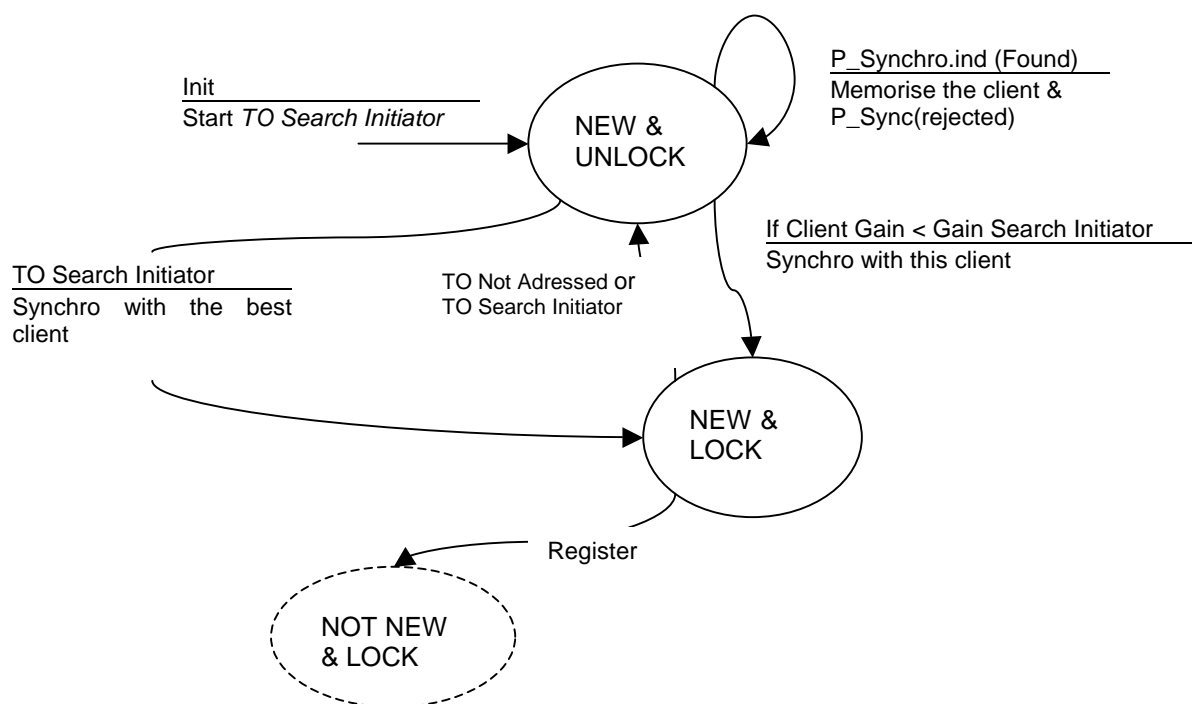 Init
Start TO Search Initiator
P_Synchro.ind (Found)
Memorise the client &
P_Sync(rejected)
NEW &
UNLOCK
If Client Gain < Gain Search Initiator
Synchro with this client
TO Search Initiator
Synchro with the best
client
TO Not Adressed or
TO Search Initiator
NEW &
LOCK
Register
NOT NEW
& LOCK